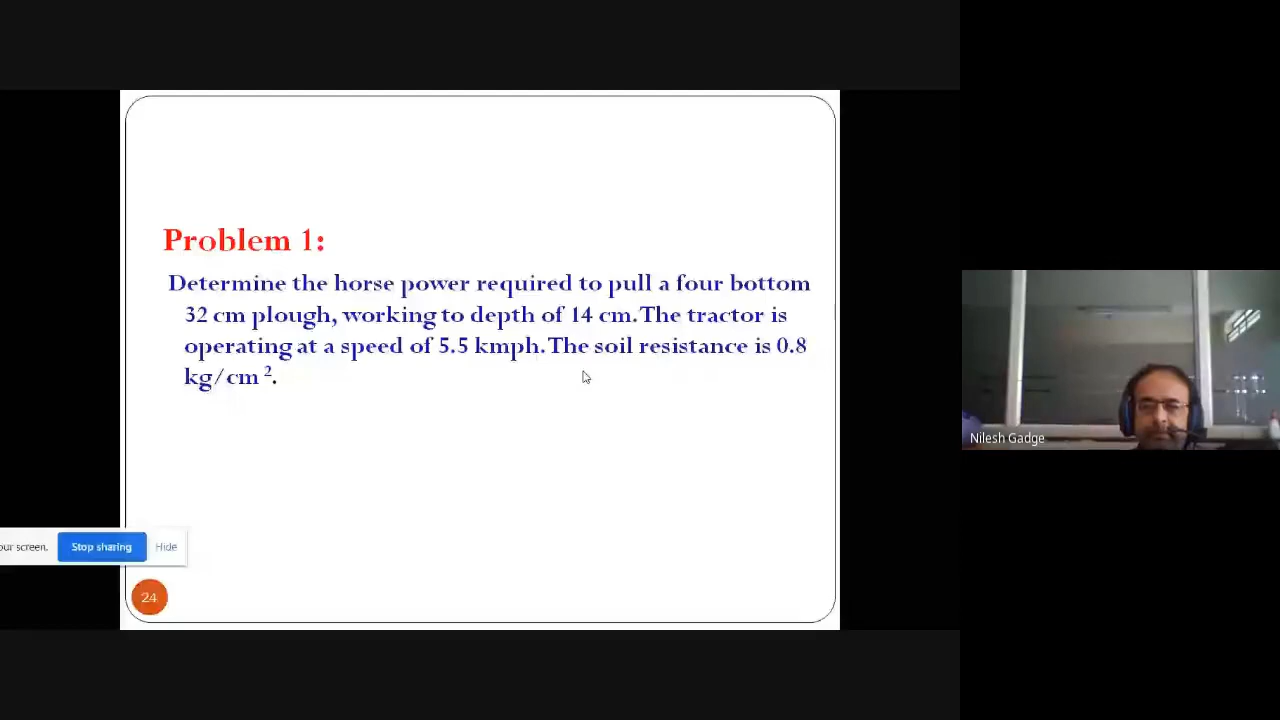 Problem 1:
Determine the horse power required to pull a four bottom
32 cm plough, working to depth of 14 cm. The tractor is
operating at a speed of 5.5 kmph. The soil resistance is 0.8
kg/cm ².
our screen.
Stop sharing
Hide
24
Nilesh Gadge